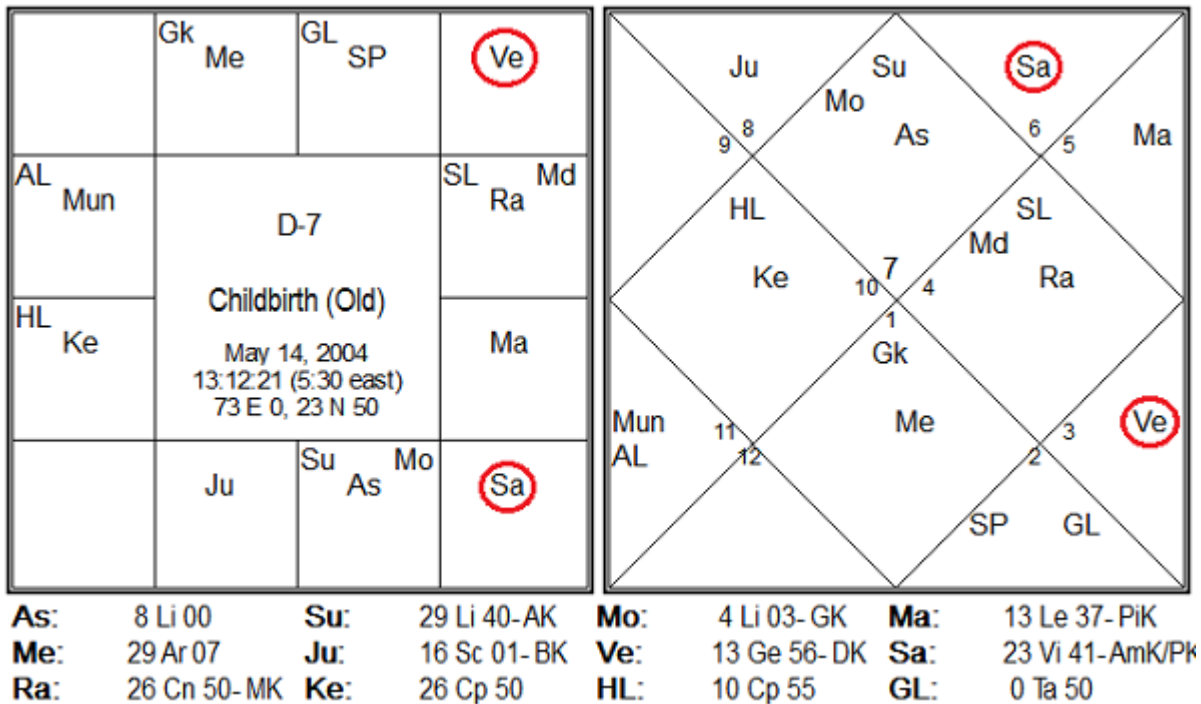 Gk Me
GL SP
Ve
AL Mun
SL Md Ra
D-7
Childbirth (Old)
May 14, 2004
13:12:21 (5:30 east)
73 E 0, 23 N 50
HL Ke
Ma
Ju
Su Mo As
Sa
Ju
Su
Mo
As
Sa
Ma
9
8
6
5
HL
Ke
SL
Md
Ra
7
10
4
1
Gk
Me
Mun
AL
11
12
3
2
Ve
SP GL
As: 8 Li 00 Su: 29 Li 40- AK Mo: 4 Li 03- GK Ma: 13 Le 37- PiK
Me: 29 Ar 07 Ju: 16 Sc 01- BK Ve: 13 Ge 56- DK Sa: 23 Vi 41- AmK/PK
Ra: 26 Cn 50- MK Ke: 26 Cp 50 HL: 10 Cp 55 GL: 0 Ta 50